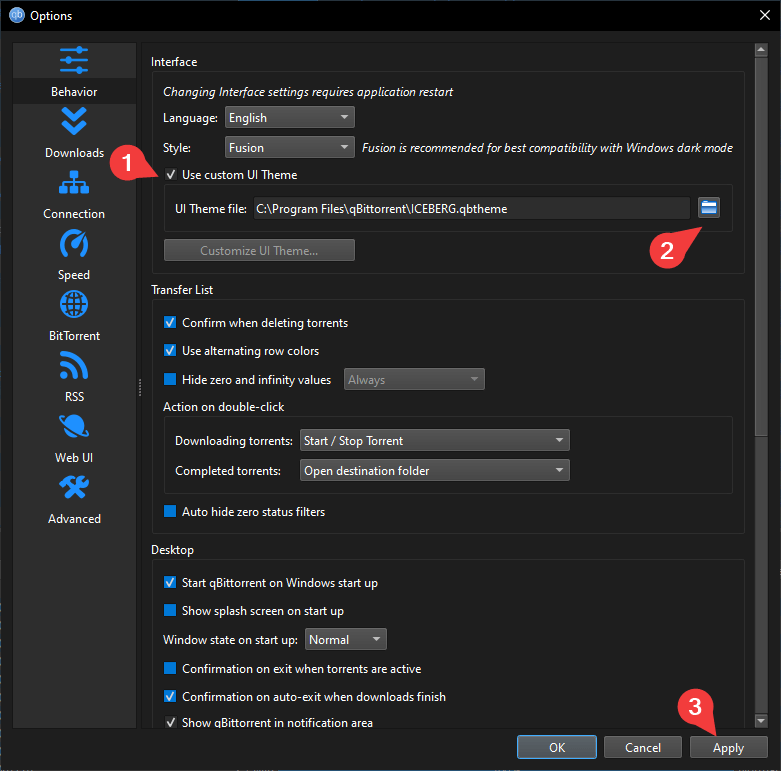 qb Options
Behavior
Downloads
Connection
Speed
BitTorrent
RSS
Web UI
Advanced
Interface
Changing Interface settings requires application restart
Language: English
Style: Fusion Fusion is recommended for best compatibility with Windows dark mode
1
Use custom UI Theme
UI Theme file: C:\Program Files\qBittorrent\ICEBERG.qbtheme
2
Customize UI Theme...
Transfer List
Confirm when deleting torrents
Use alternating row colors
Hide zero and infinity values Always
Action on double-click
Downloading torrents: Start / Stop Torrent
Completed torrents: Open destination folder
Auto hide zero status filters
Desktop
Start qBittorrent on Windows start up
Show splash screen on start up
Window state on start up: Normal
Confirmation on exit when torrents are active
Confirmation on auto-exit when downloads finish
Show qBittorrent in notification area
3
OK Cancel Apply